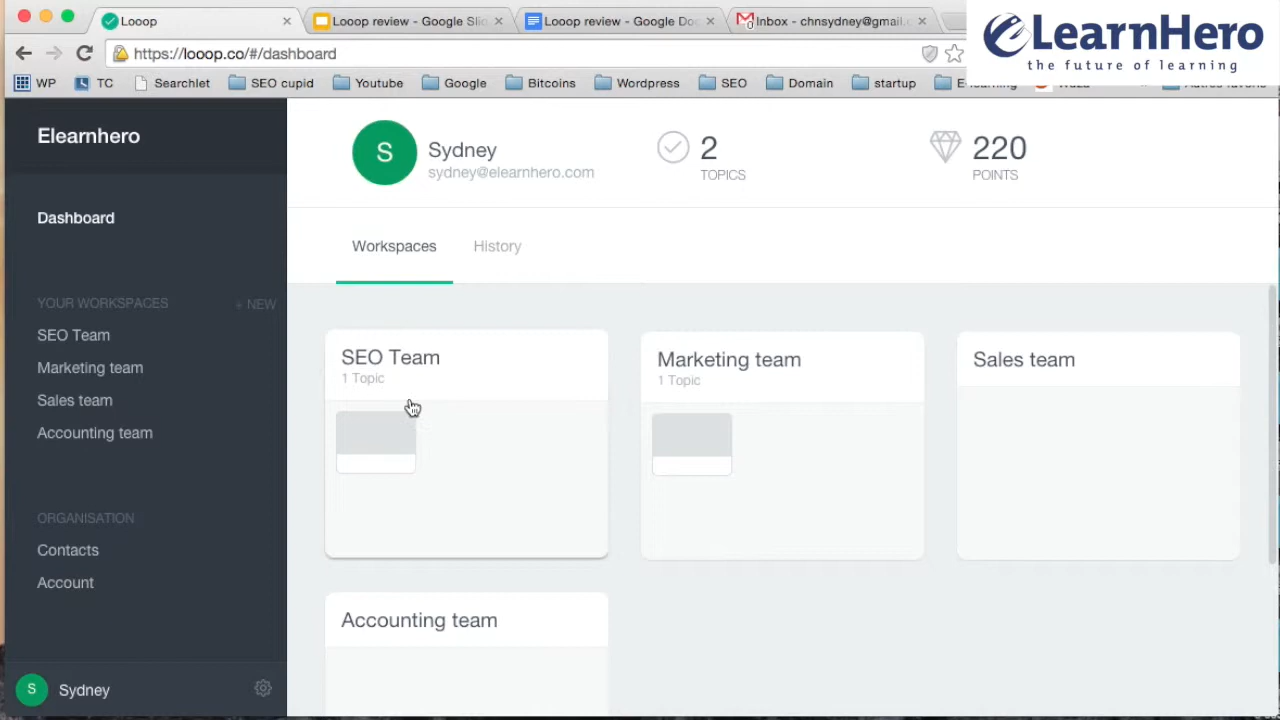 Looop
Looop review - Google Slid
Looop review - Google Doc
Inbox - chnsydney@gmail.c
ELearnHero
the future of learning
https://looop.co/#/dashboard
WP
TC
Searchlet
SEO cupid
Youtube
Google
Bitcoins
Wordpress
SEO
Domain
startup
Elearnhero
Dashboard
YOUR WORKSPACES
+ NEW
SEO Team
Marketing team
Sales team
Accounting team
ORGANISATION
Contacts
Account
S
Sydney
S
Sydney
sydney@elearnhero.com
2
TOPICS
220
POINTS
Workspaces
History
SEO Team
1 Topic
Marketing team
1 Topic
Sales team
Accounting team